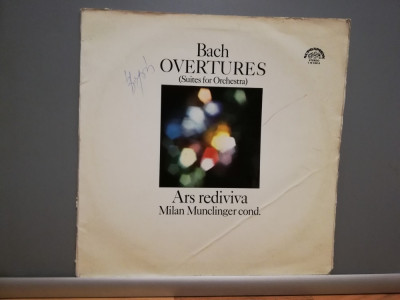 Bach
OVERTURES
(Suites for Orchestra)
Ars rediviva
Milan Munclinger cond.